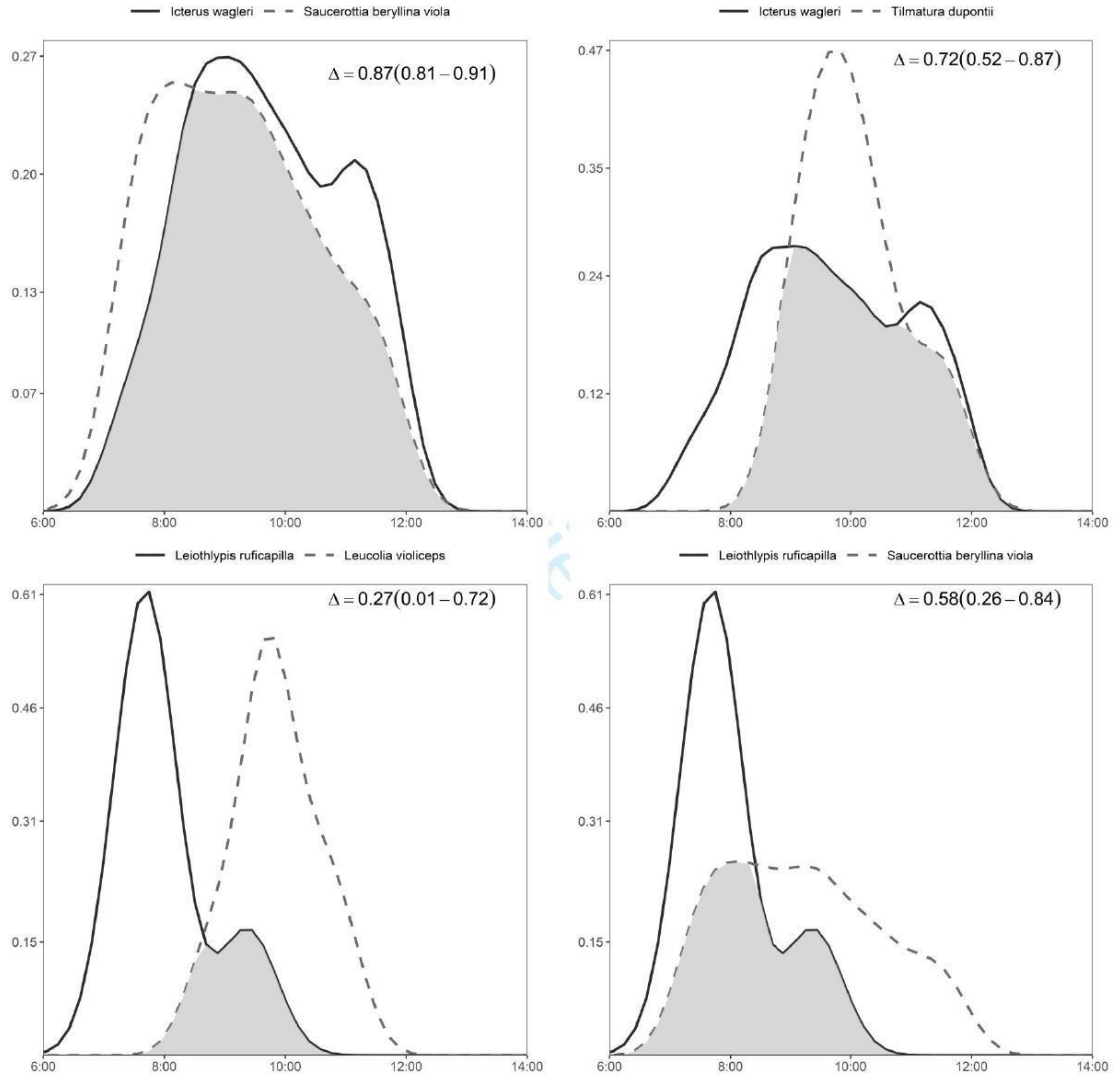 Icterus wagleri Saucerottia beryllina viola
Δ = 0.87(0.81 – 0.91)
0.27
0.20
0.13
0.07
6:00 8:00 10:00 12:00 14:00
Icterus wagleri Tilmatura dupontii
Δ = 0.72(0.52 – 0.87)
0.47
0.35
0.24
0.12
6:00 8:00 10:00 12:00 14:00
Leiothlypis ruficapilla Leucolia violiceps
Δ = 0.27(0.01 – 0.72)
0.61
0.46
0.31
0.15
6:00 8:00 10:00 12:00 14:00
Leiothlypis ruficapilla Saucerottia beryllina viola
Δ = 0.58(0.26 – 0.84)
0.61
0.46
0.31
0.15
6:00 8:00 10:00 12:00 14:00